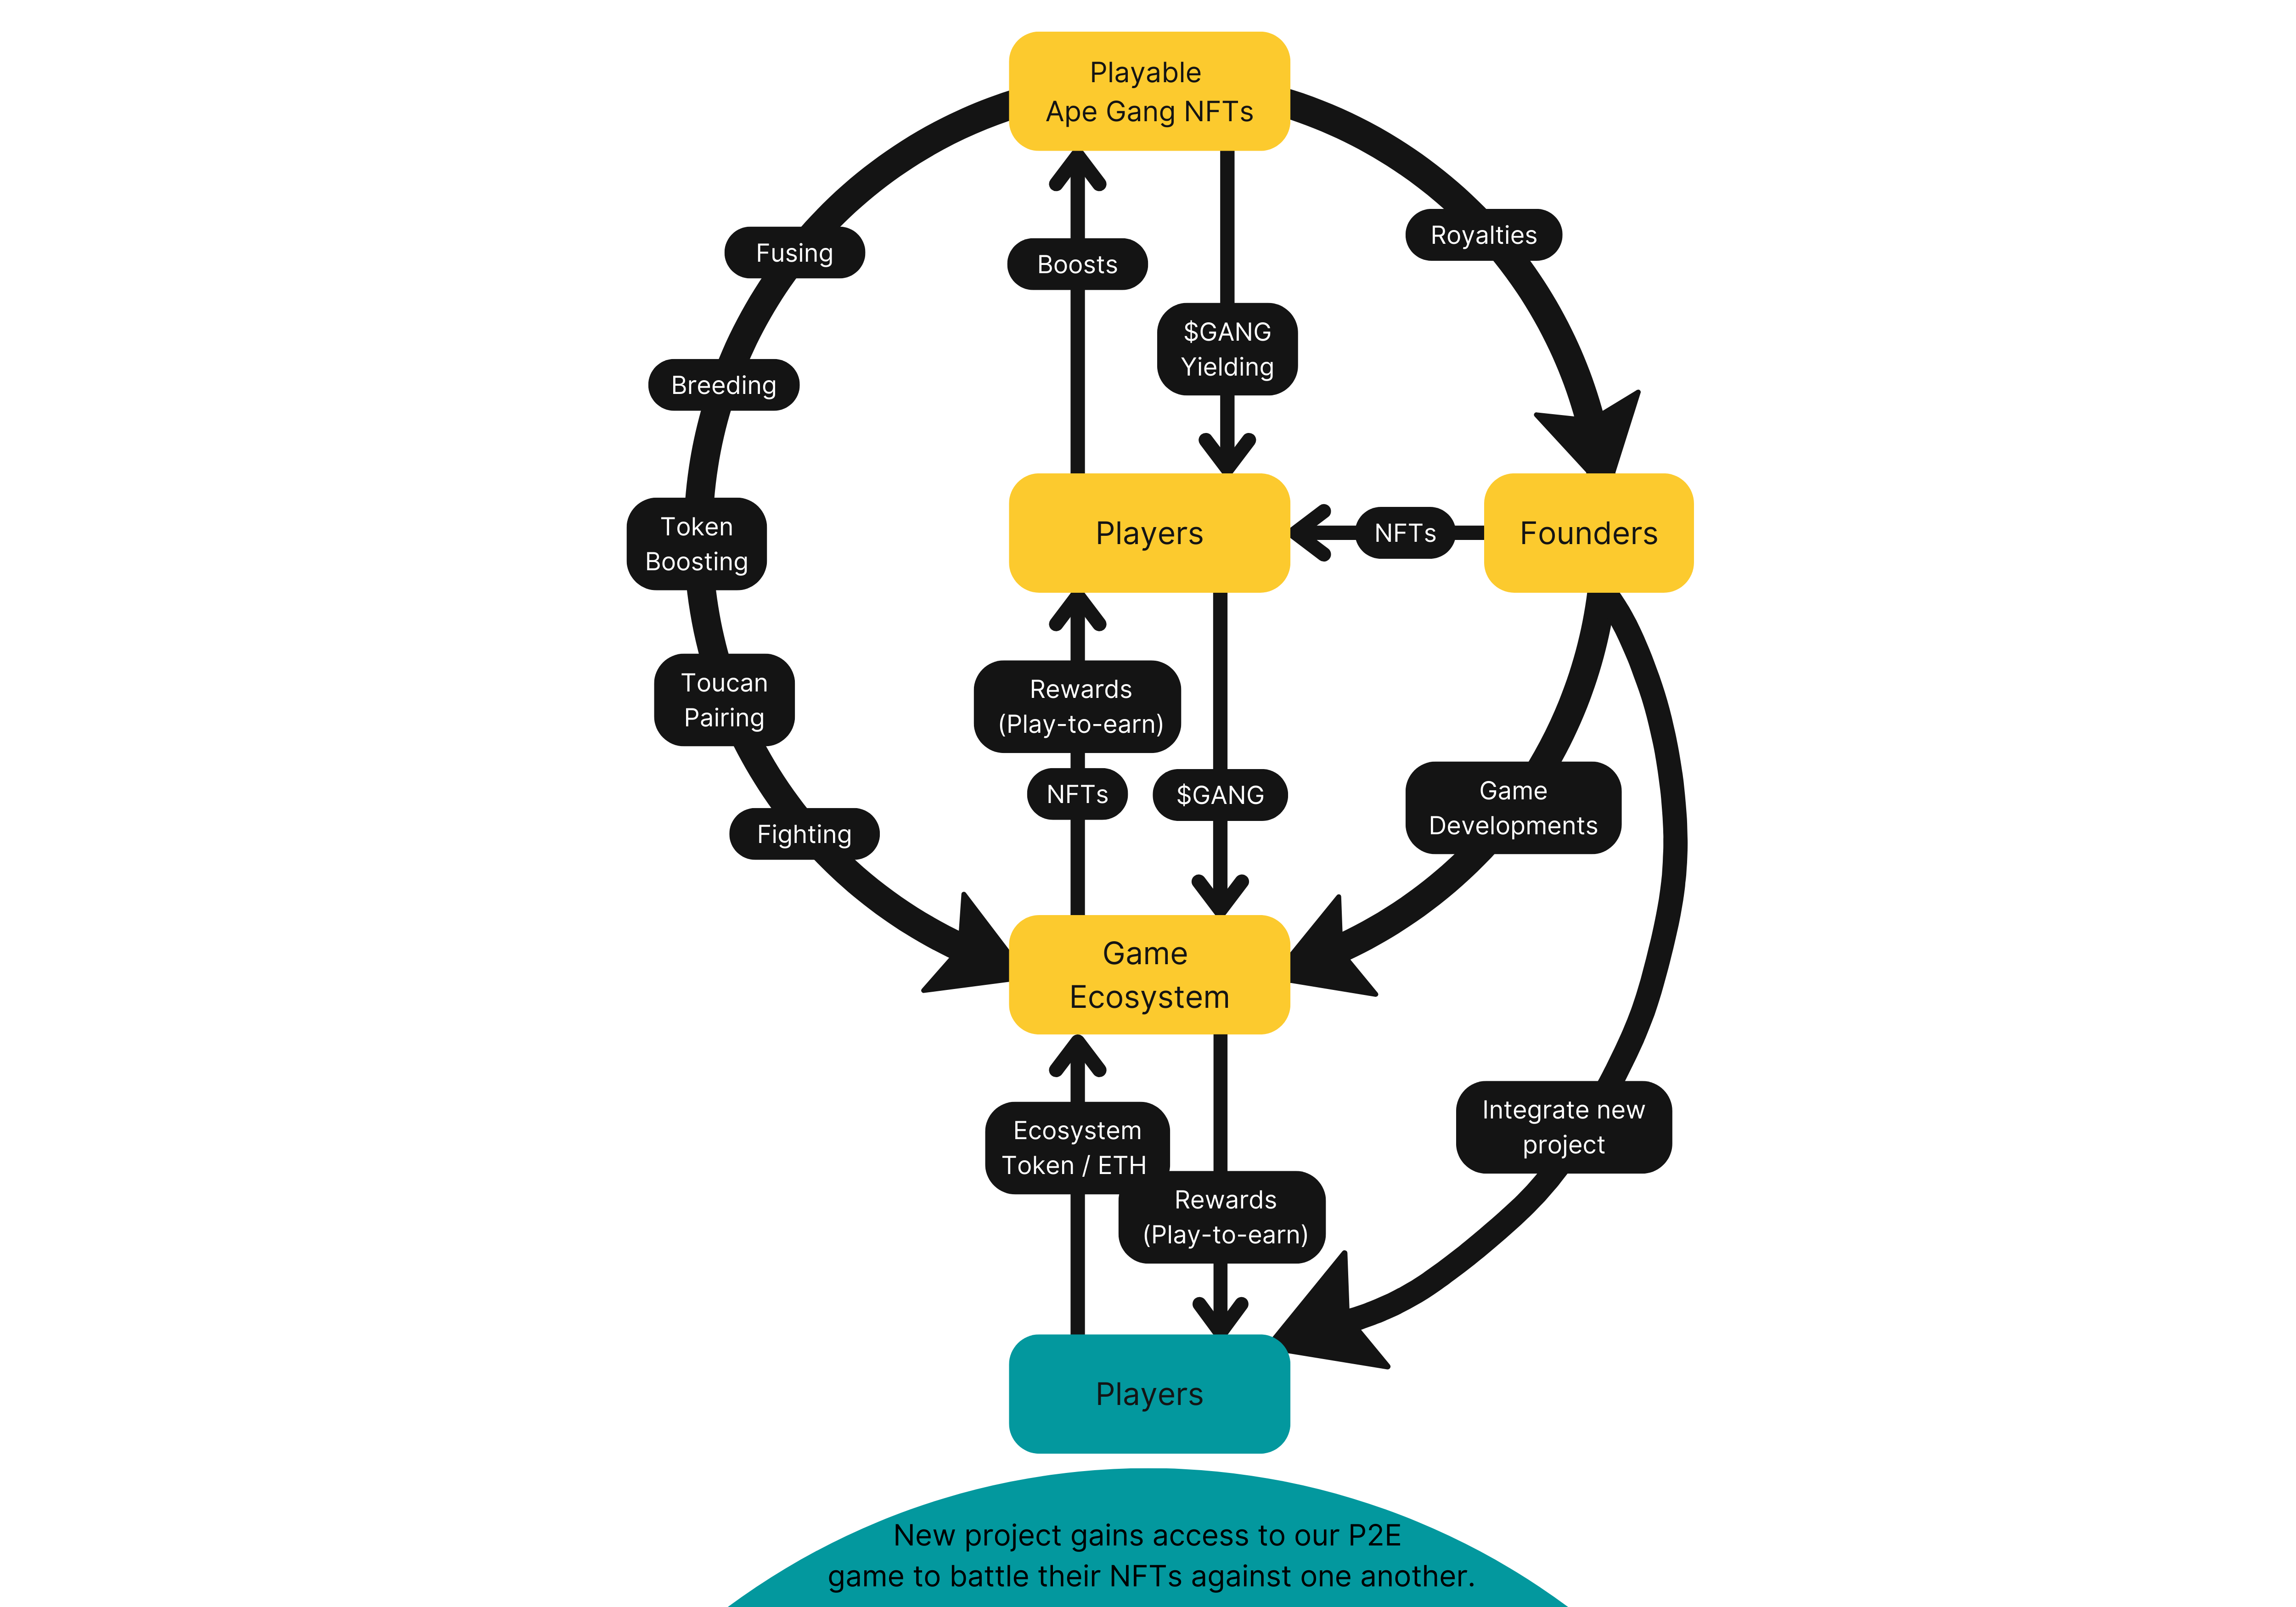 Playable
Ape Gang NFTs
Royalties
Fusing
Boosts
$GANG
Yielding
Breeding
Token
Boosting
Players
NFTs
Founders
Toucan
Pairing
Rewards
(Play-to-earn)
NFTs
$GANG
Game
Developments
Fighting
Game
Ecosystem
Ecosystem
Token / ETH
Integrate new
project
Rewards
(Play-to-earn)
Players
New project gains access to our P2E
game to battle their NFTs against one another.